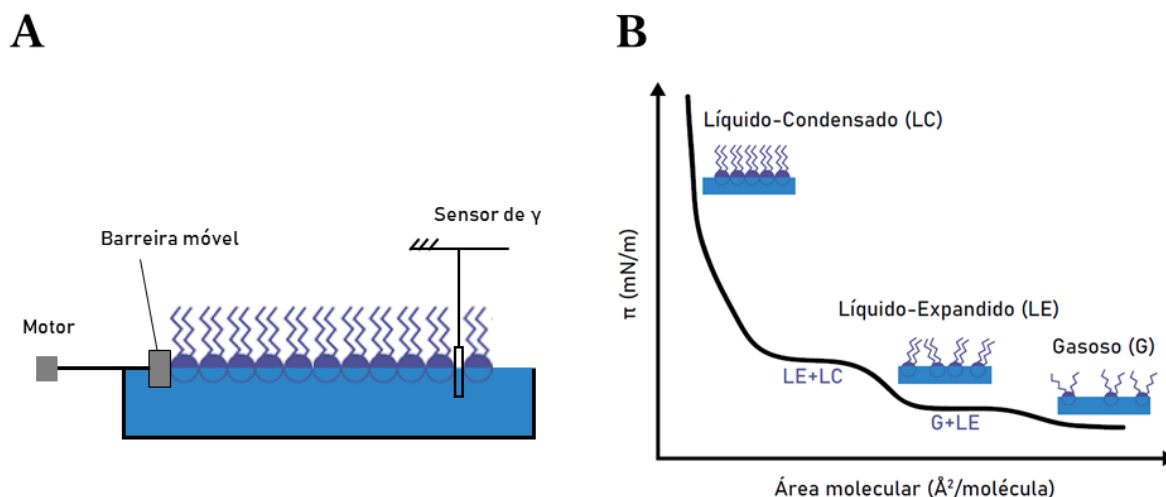 A
Sensor de γ
Barreira móvel
Motor
B
Líquido-Condensado (LC)
Líquido-Expandido (LE)
Gasoso (G)
LE+LC
G+LE
π (mN/m)
Área molecular (Å²/molécula)